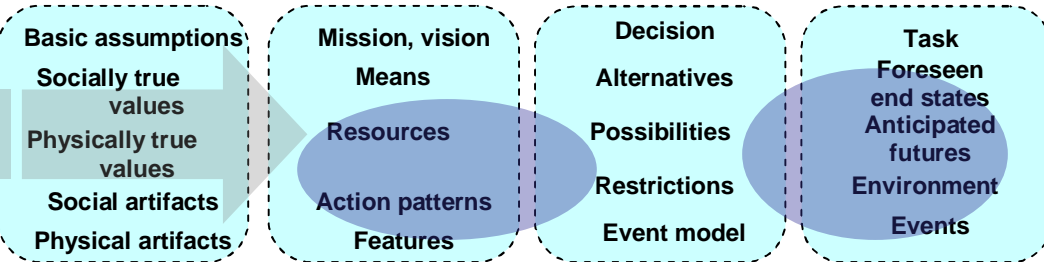 Basic assumptions
Socially true
values
Physically true
values
Social artifacts
Physical artifacts
Mission, vision
Means
Resources
Action patterns
Features
Decision
Alternatives
Possibilities
Restrictions
Event model
Task
Foreseen
end states
Anticipated
futures
Environment
Events